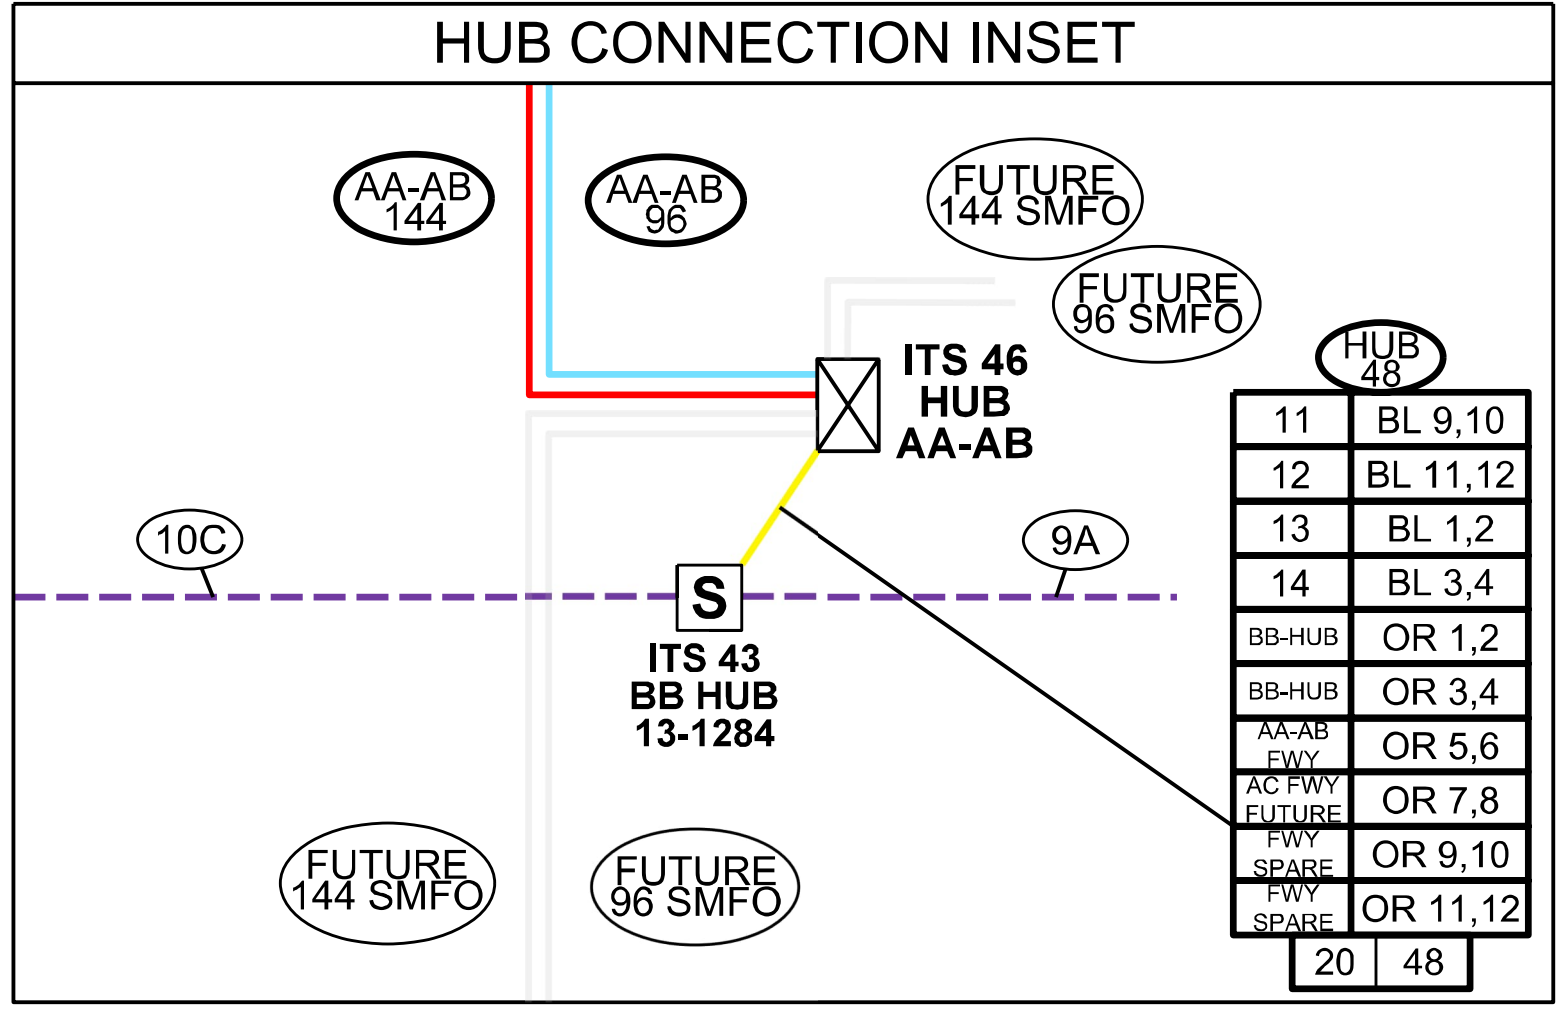 HUB CONNECTION INSET
AA-AB
144
AA-AB
96
FUTURE
144 SMFO
FUTURE
96 SMFO
ITS 46
HUB
AA-AB
HUB
48
11 BL 9,10
12 BL 11,12
13 BL 1,2
14 BL 3,4
BB-HUB OR 1,2
BB-HUB OR 3,4
AA-AB
FWY
OR 5,6
AC FWY
FUTURE
OR 7,8
FWY
SPARE
OR 9,10
FWY
SPARE
OR 11,12
20 48
10C
9A
S
ITS 43
BB HUB
13-1284
FUTURE
144 SMFO
FUTURE
96 SMFO